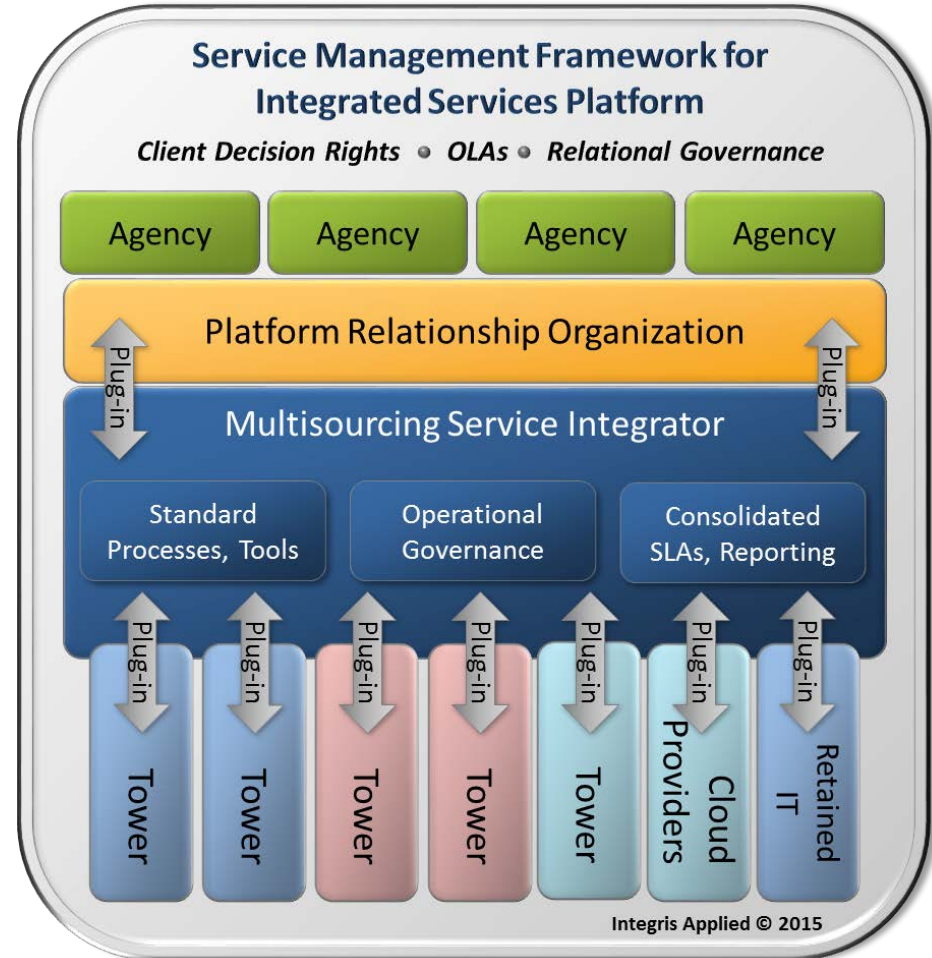 Service Management Framework for
Integrated Services Platform
Client Decision Rights ● OLAs ● Relational Governance
Agency Agency Agency Agency
Platform Relationship Organization
Plug-in Plug-in
Multisourcing Service Integrator
Standard
Processes, Tools
Operational
Governance
Consolidated
SLAs, Reporting
Plug-in Plug-in Plug-in Plug-in Plug-in Plug-in Plug-in
Tower
Tower
Tower
Tower
Tower
Cloud
Providers
Retained
IT
Integris Applied © 2015